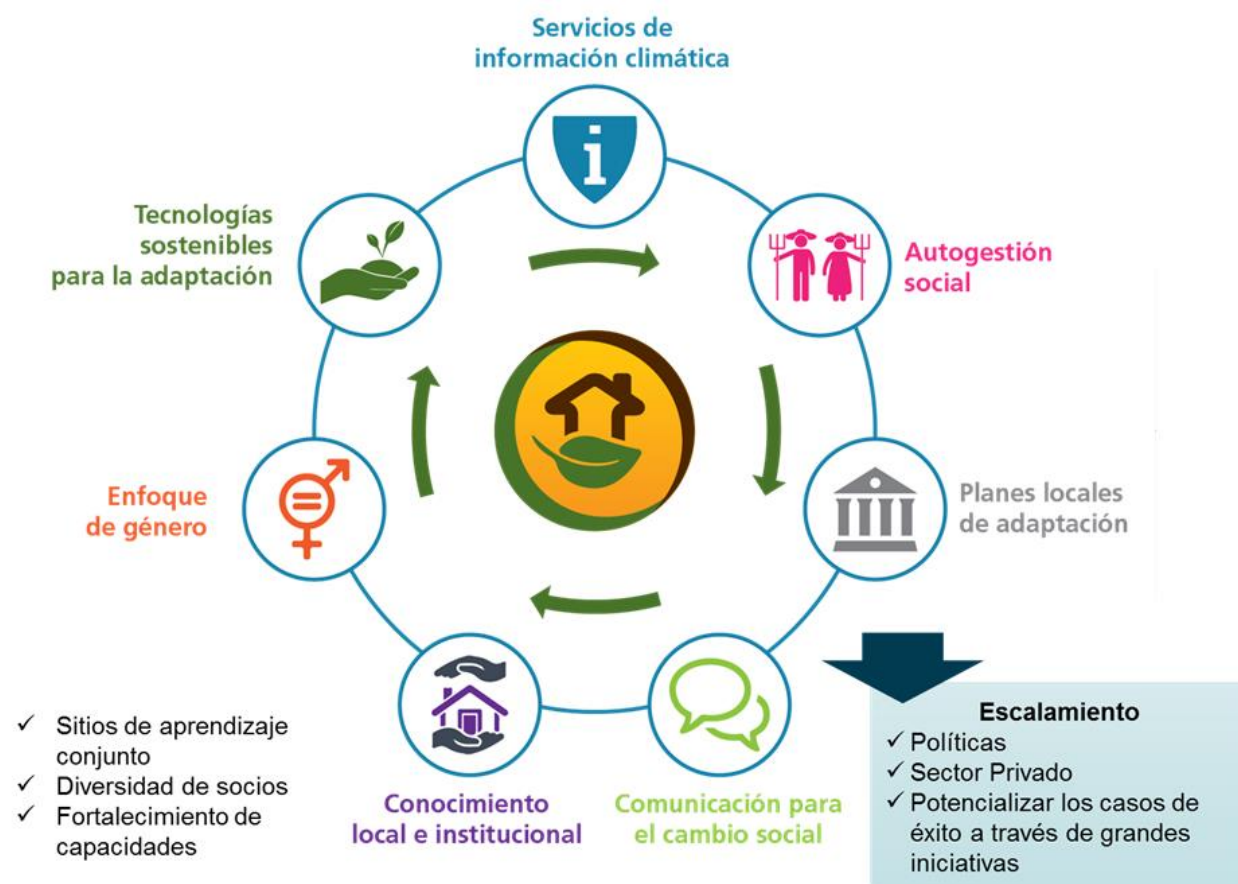 Servicios de
información climática
Autogestión
social
Planes locales
de adaptación
Comunicación para
el cambio social
Conocimiento
local e institucional
Enfoque
de género
Tecnologías
sostenibles
para la adaptación
i
✓ Sitios de aprendizaje
conjunto
✓ Diversidad de socios
✓ Fortalecimiento de
capacidades
Escalamiento
✓ Políticas
✓ Sector Privado
✓ Potencializar los casos de
éxito a través de grandes
iniciativas